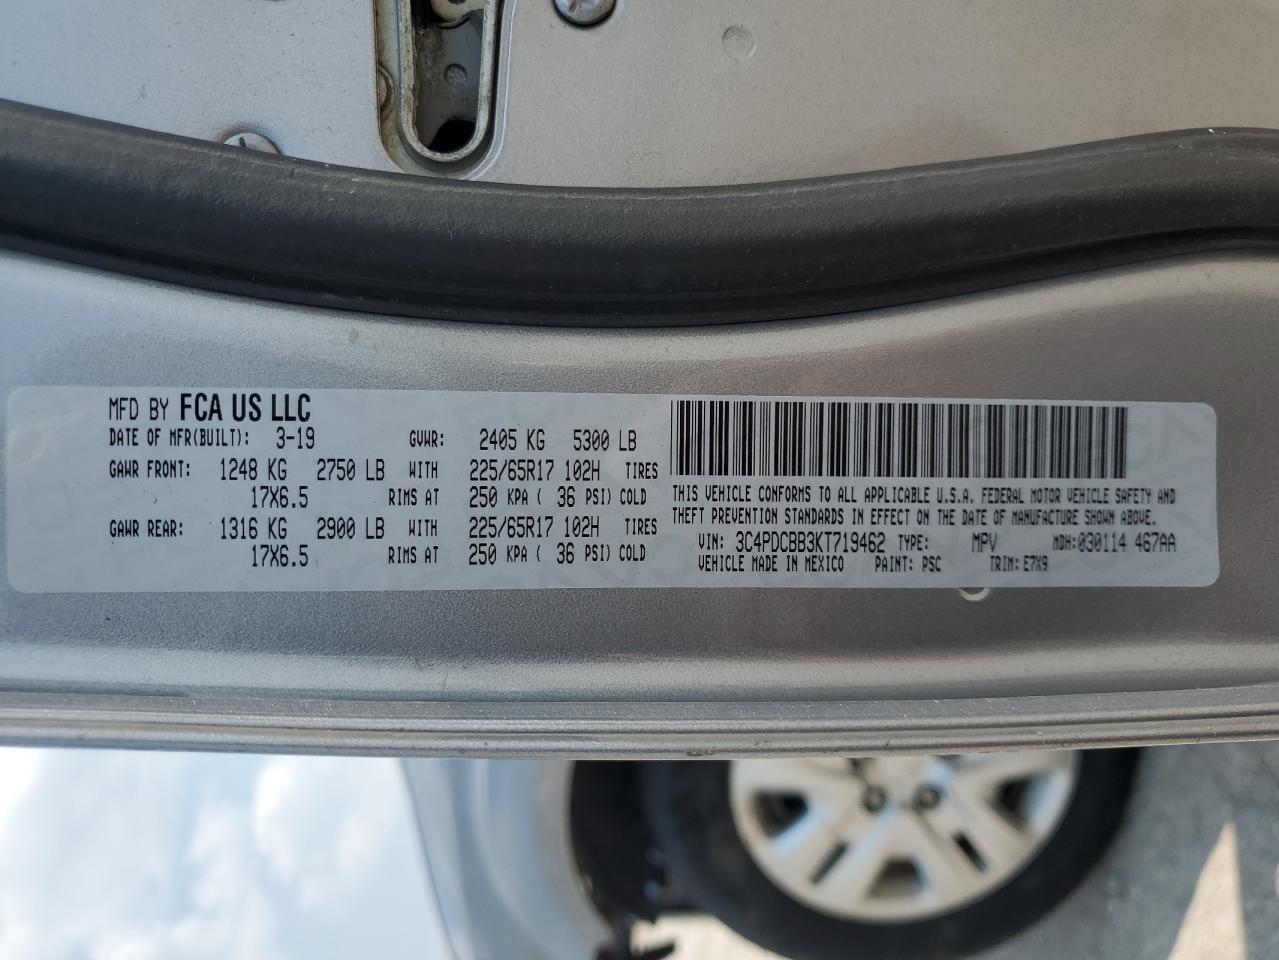 MFD BY FCA US LLC
DATE OF MFR(BUILT): 3-19 GVWR: 2405 KG 5300 LB
GAWR FRONT: 1248 KG 2750 LB WITH 225/65R17 102H TIRES
17X6.5 RIMS AT 250 KPA ( 36 PSI) COLD
GAWR REAR: 1316 KG 2900 LB WITH 225/65R17 102H TIRES
17X6.5 RIMS AT 250 KPA ( 36 PSI) COLD
THIS VEHICLE CONFORMS TO ALL APPLICABLE U.S.A. FEDERAL MOTOR VEHICLE SAFETY AND
THEFT PREVENTION STANDARDS IN EFFECT ON THE DATE OF MANUFACTURE SHOWN ABOVE.
VIN: 3C4PDCBB3KT719462 TYPE: MPV MDH: 030114 467AA
VEHICLE MADE IN MEXICO PAINT: PSC TRIM: E7X9